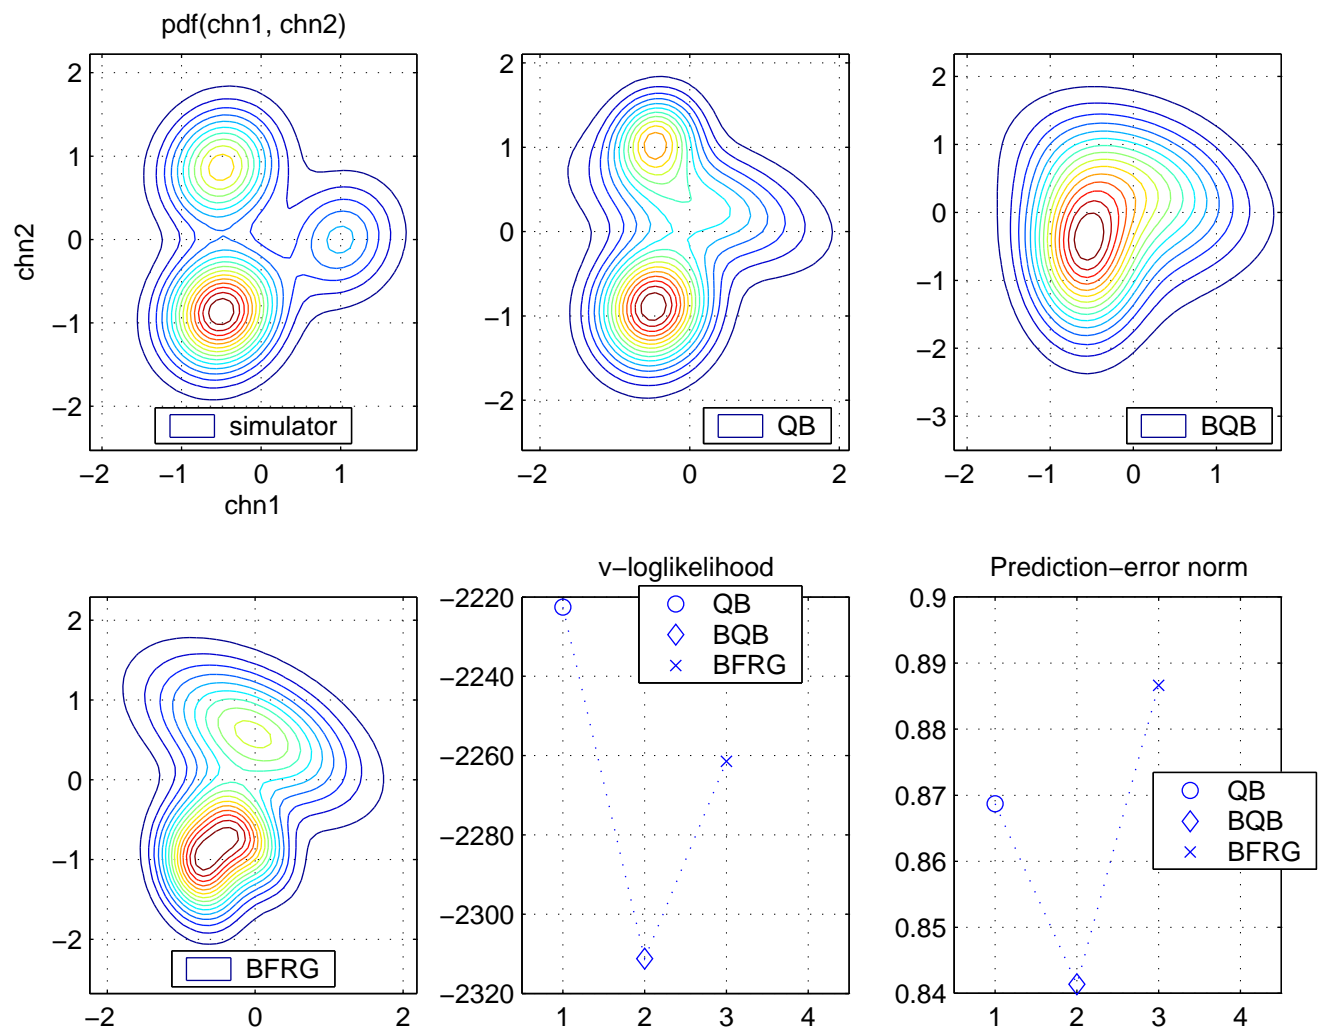 pdf(chn1, chn2)
2
1
0
−1
−2
chn2
simulator
−2 −1 0 1
chn1
2
1
0
−1
−2
QB
−2 0 2
2
1
0
−1
−2
−3
BQB
−2 −1 0 1
2
1
0
−1
−2
BFRG
−2 0 2
v−loglikelihood
−2220
−2240
−2260
−2280
−2300
−2320
QB
BQB
BFRG
1 2 3 4
Prediction−error norm
0.9
0.89
0.88
0.87
0.86
0.85
0.84
QB
BQB
BFRG
1 2 3 4